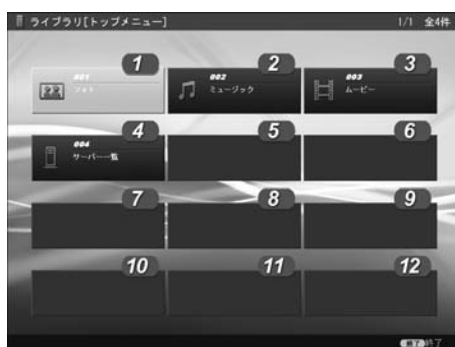 ライブラリ[トップメニュー] 1/1 全4件
1 2 3
001 002 003
フォト ミュージック ムービー
4 5 6
004
サーバー一覧
7 8 9
10 11 12
終了 終了